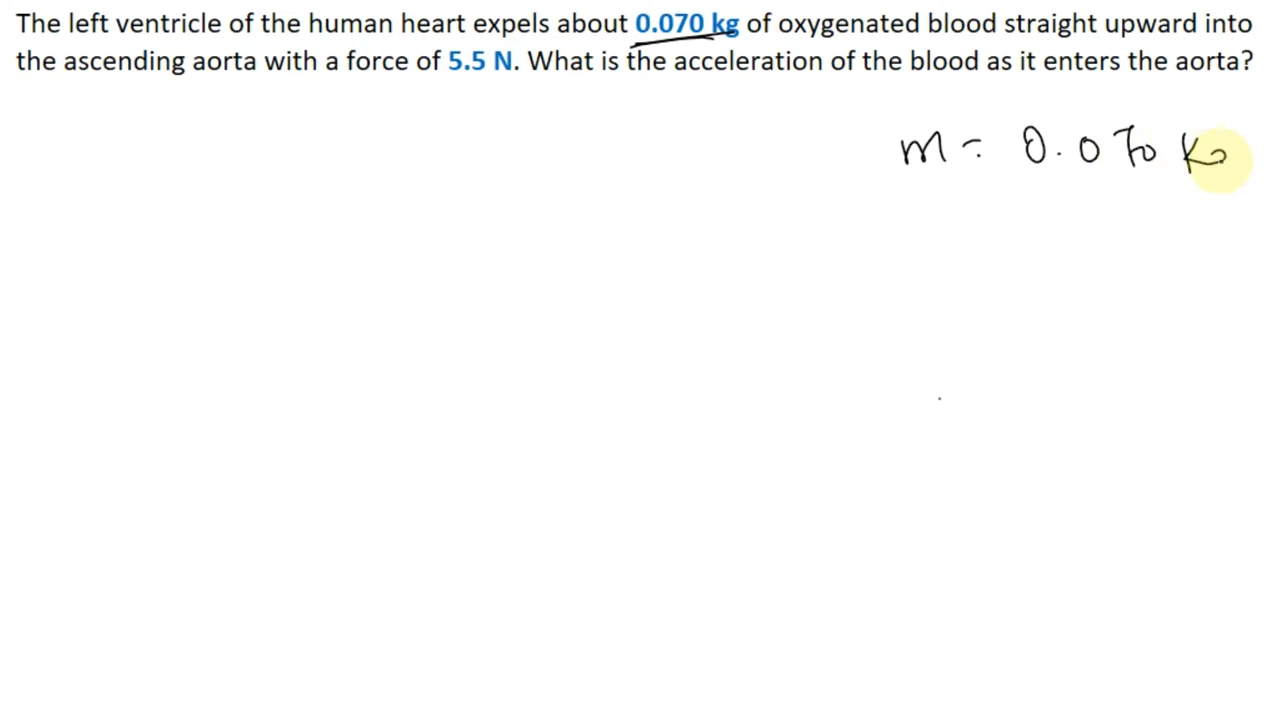 The left ventricle of the human heart expels about 0.070 kg of oxygenated blood straight upward into
the ascending aorta with a force of 5.5 N. What is the acceleration of the blood as it enters the aorta?
m = 0.070 kg